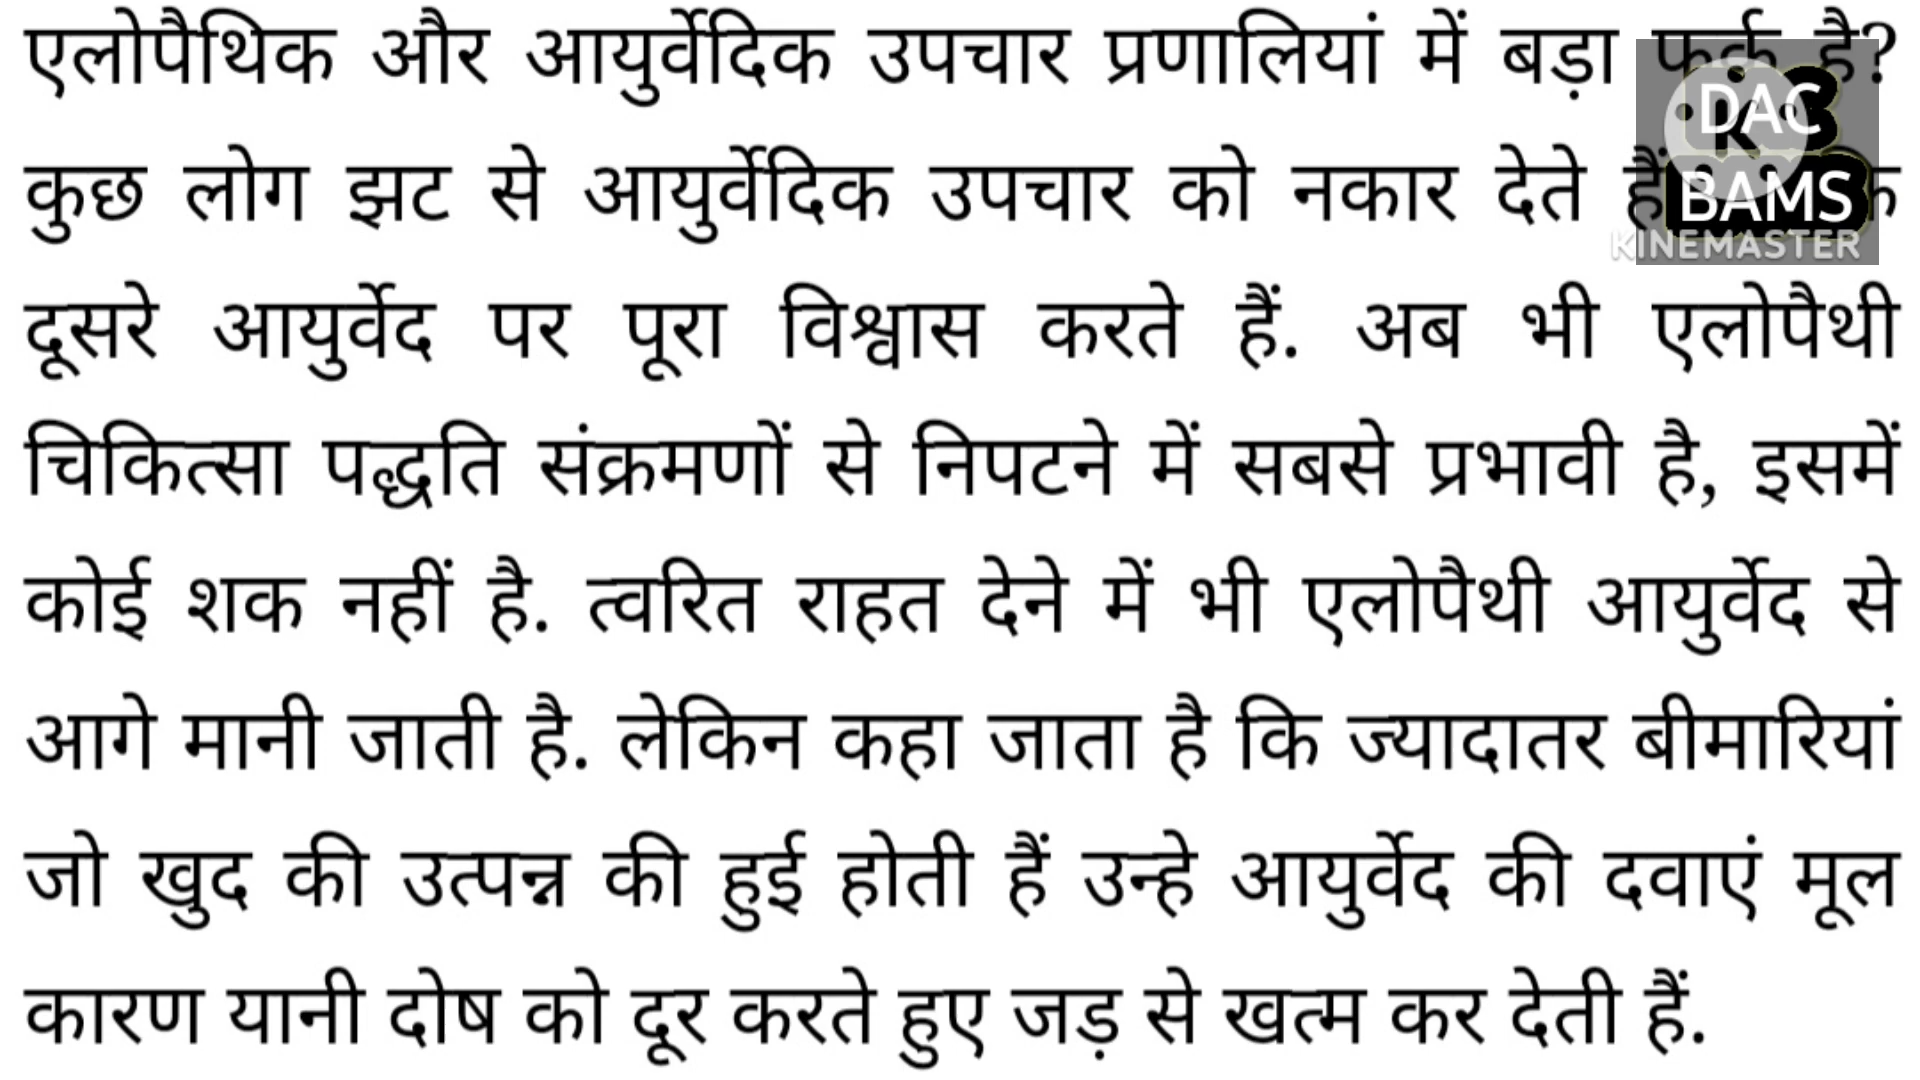 एलोपैथिक और आयुर्वेदिक उपचार प्रणालियां में बड़ा फर्क है?
कुछ लोग झट से आयुर्वेदिक उपचार को नकार देते हैं
दूसरे आयुर्वेद पर पूरा विश्वास करते हैं. अब भी एलोपैथी
चिकित्सा पद्धति संक्रमणों से निपटने में सबसे प्रभावी है, इसमें
कोई शक नहीं है. त्वरित राहत देने में भी एलोपैथी आयुर्वेद से
आगे मानी जाती है. लेकिन कहा जाता है कि ज्यादातर बीमारियां
जो खुद की उत्पन्न की हुई होती हैं उन्हे आयुर्वेद की दवाएं मूल
कारण यानी दोष को दूर करते हुए जड़ से खत्म कर देती हैं.
DAC
BAMS
KINEMASTER